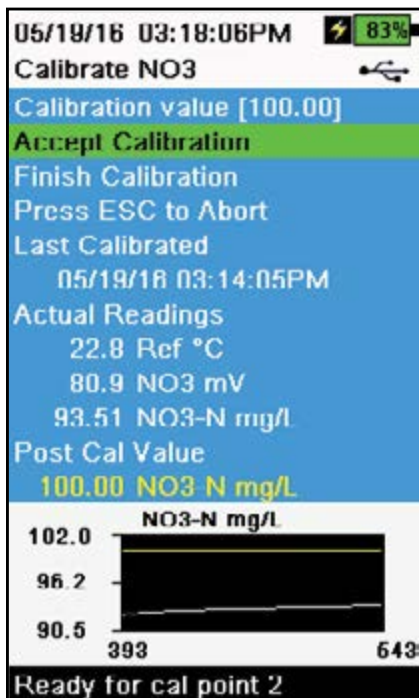 05/19/16 03:18:06PM 83%
Calibrate NO3
Calibration value [100.00]
Accept Calibration
Finish Calibration
Press ESC to Abort
Last Calibrated
05/19/16 03:14:05PM
Actual Readings
22.8 Ref °C
80.9 NO3 mV
93.51 NO3-N mg/L
Post Cal Value
100.00 NO3-N mg/L
NO3-N mg/L
102.0
96.2
90.5
393 643
Ready for cal point 2